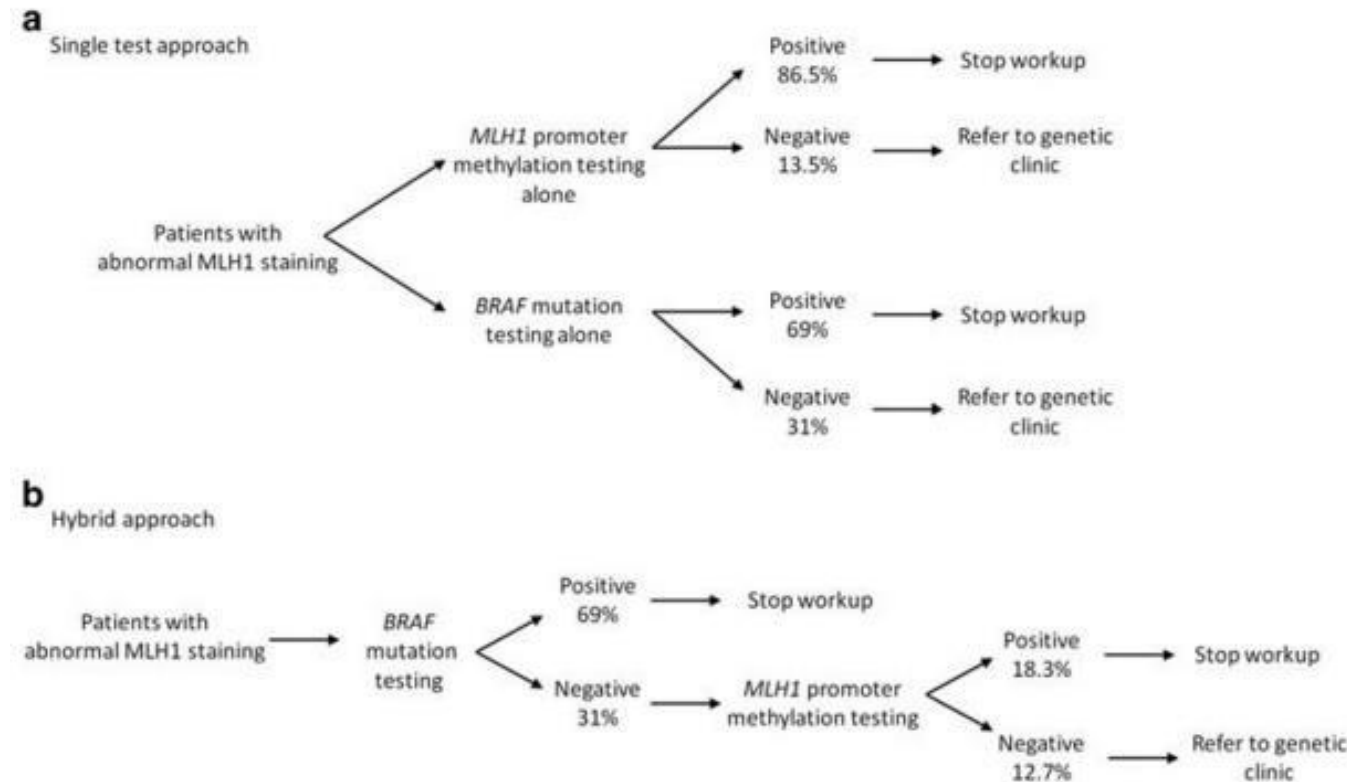 a
Single test approach
Patients with
abnormal MLH1 staining
MLH1 promoter
methylation testing
alone
Positive
86.5%
Stop workup
Negative
13.5%
Refer to genetic
clinic
BRAF mutation
testing alone
Positive
69%
Stop workup
Negative
31%
Refer to genetic
clinic
b
Hybrid approach
Patients with
abnormal MLH1 staining
BRAF
mutation
testing
Positive
69%
Stop workup
Negative
31%
MLH1 promoter
methylation testing
Positive
18.3%
Stop workup
Negative
12.7%
Refer to genetic
clinic